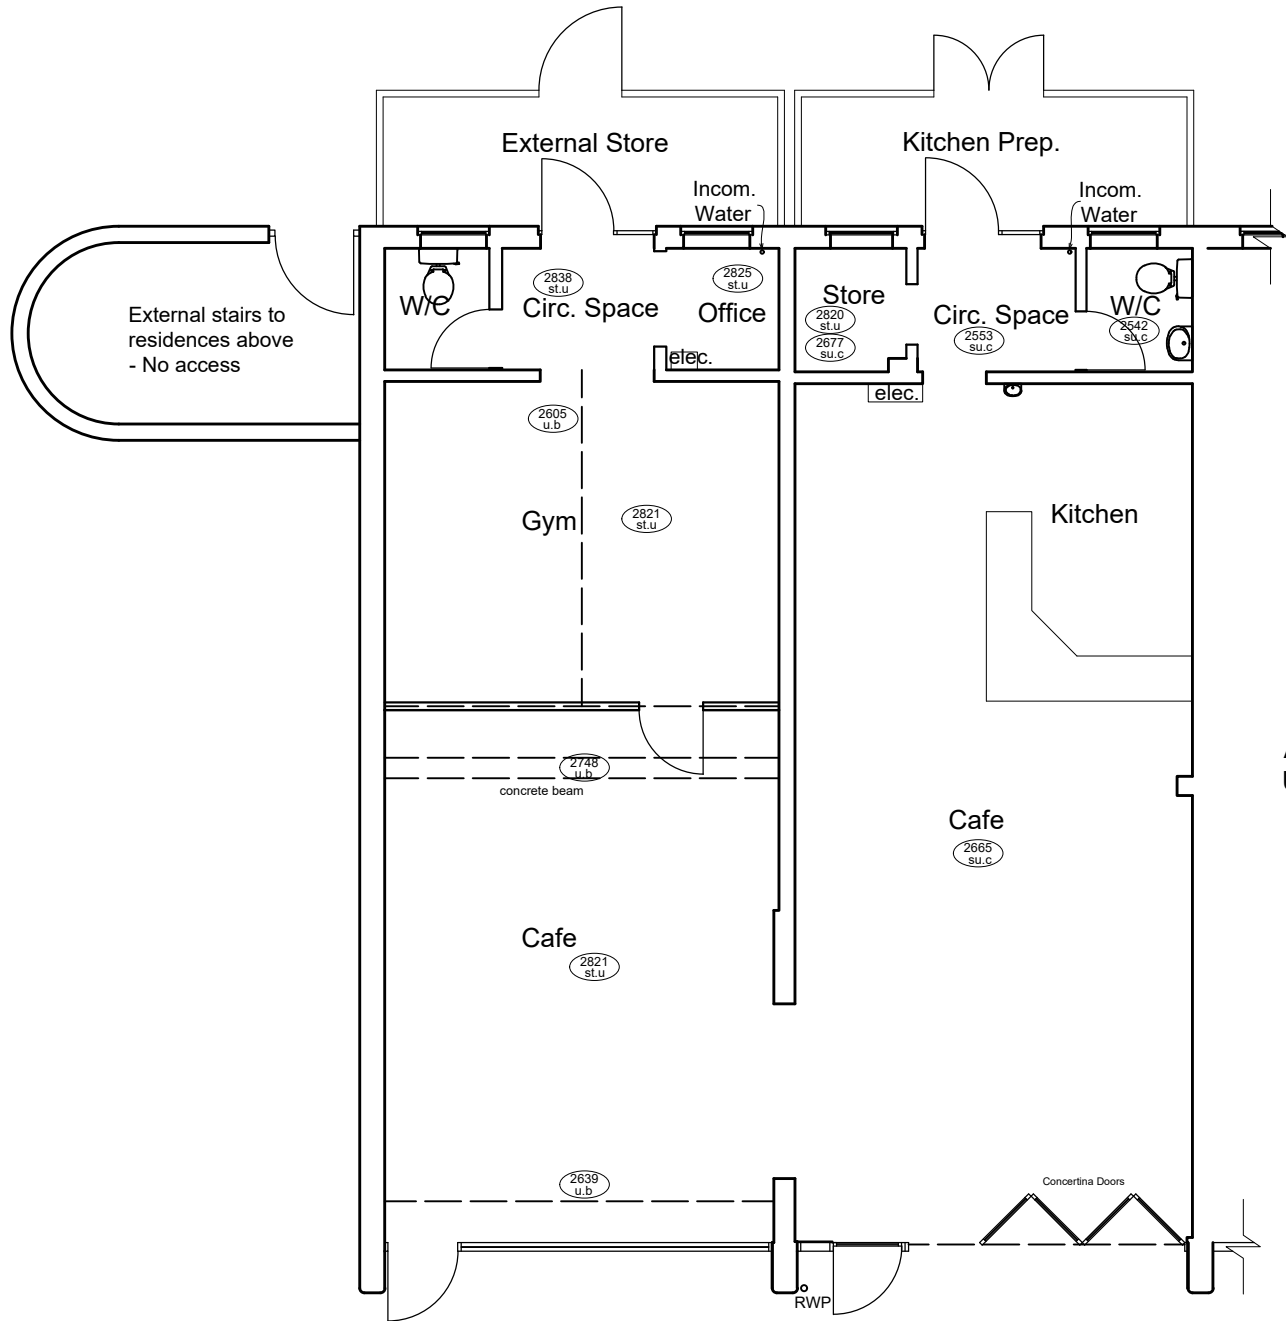 External Store
Kitchen Prep.
Incom.
Water
Incom.
Water
External stairs to
residences above
- No access
W/C
2838
st.u
Circ. Space
2825
st.u
Office
elec.
Store
2820
st.u
2677
su.c
Circ. Space
2553
su.c
W/C
2542
su.c
elec.
2605
u.b
Gym
2821
st.u
Kitchen
2748
u.b
concrete beam
Cafe
2665
su.c
Cafe
2821
st.u
2639
u.b
Concertina Doors
RWP